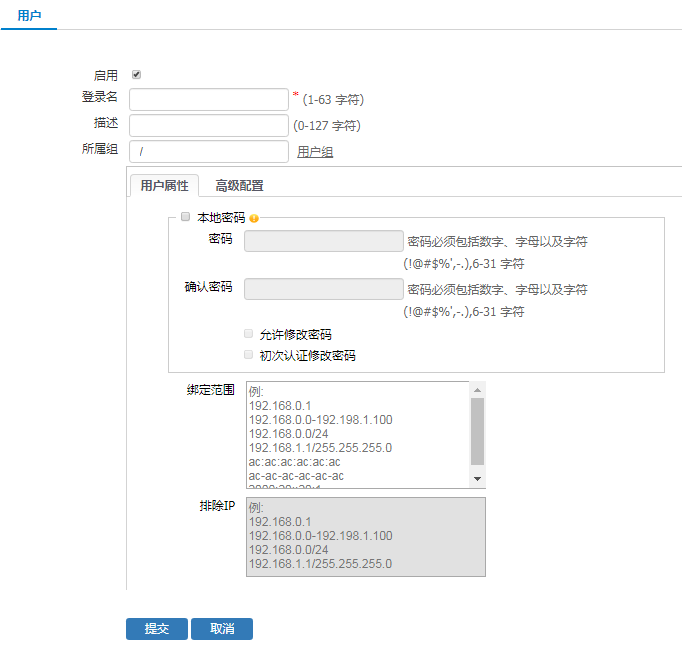 用户
启用
登录名 * (1-63 字符)
描述 (0-127 字符)
所属组 / 用户组
用户属性 高级配置
本地密码
密码 密码必须包括数字、字母以及字符
(!@#$%',-.),6-31 字符
确认密码 密码必须包括数字、字母以及字符
(!@#$%',-.),6-31 字符
允许修改密码
初次认证修改密码
绑定范围 例:
192.168.0.1
192.168.0.0-192.198.1.100
192.168.0.0/24
192.168.1.1/255.255.255.0
ac:ac:ac:ac:ac:ac
ac-ac-ac-ac-ac-ac
排除IP 例:
192.168.0.1
192.168.0.0-192.198.1.100
192.168.0.0/24
192.168.1.1/255.255.255.0
提交 取消